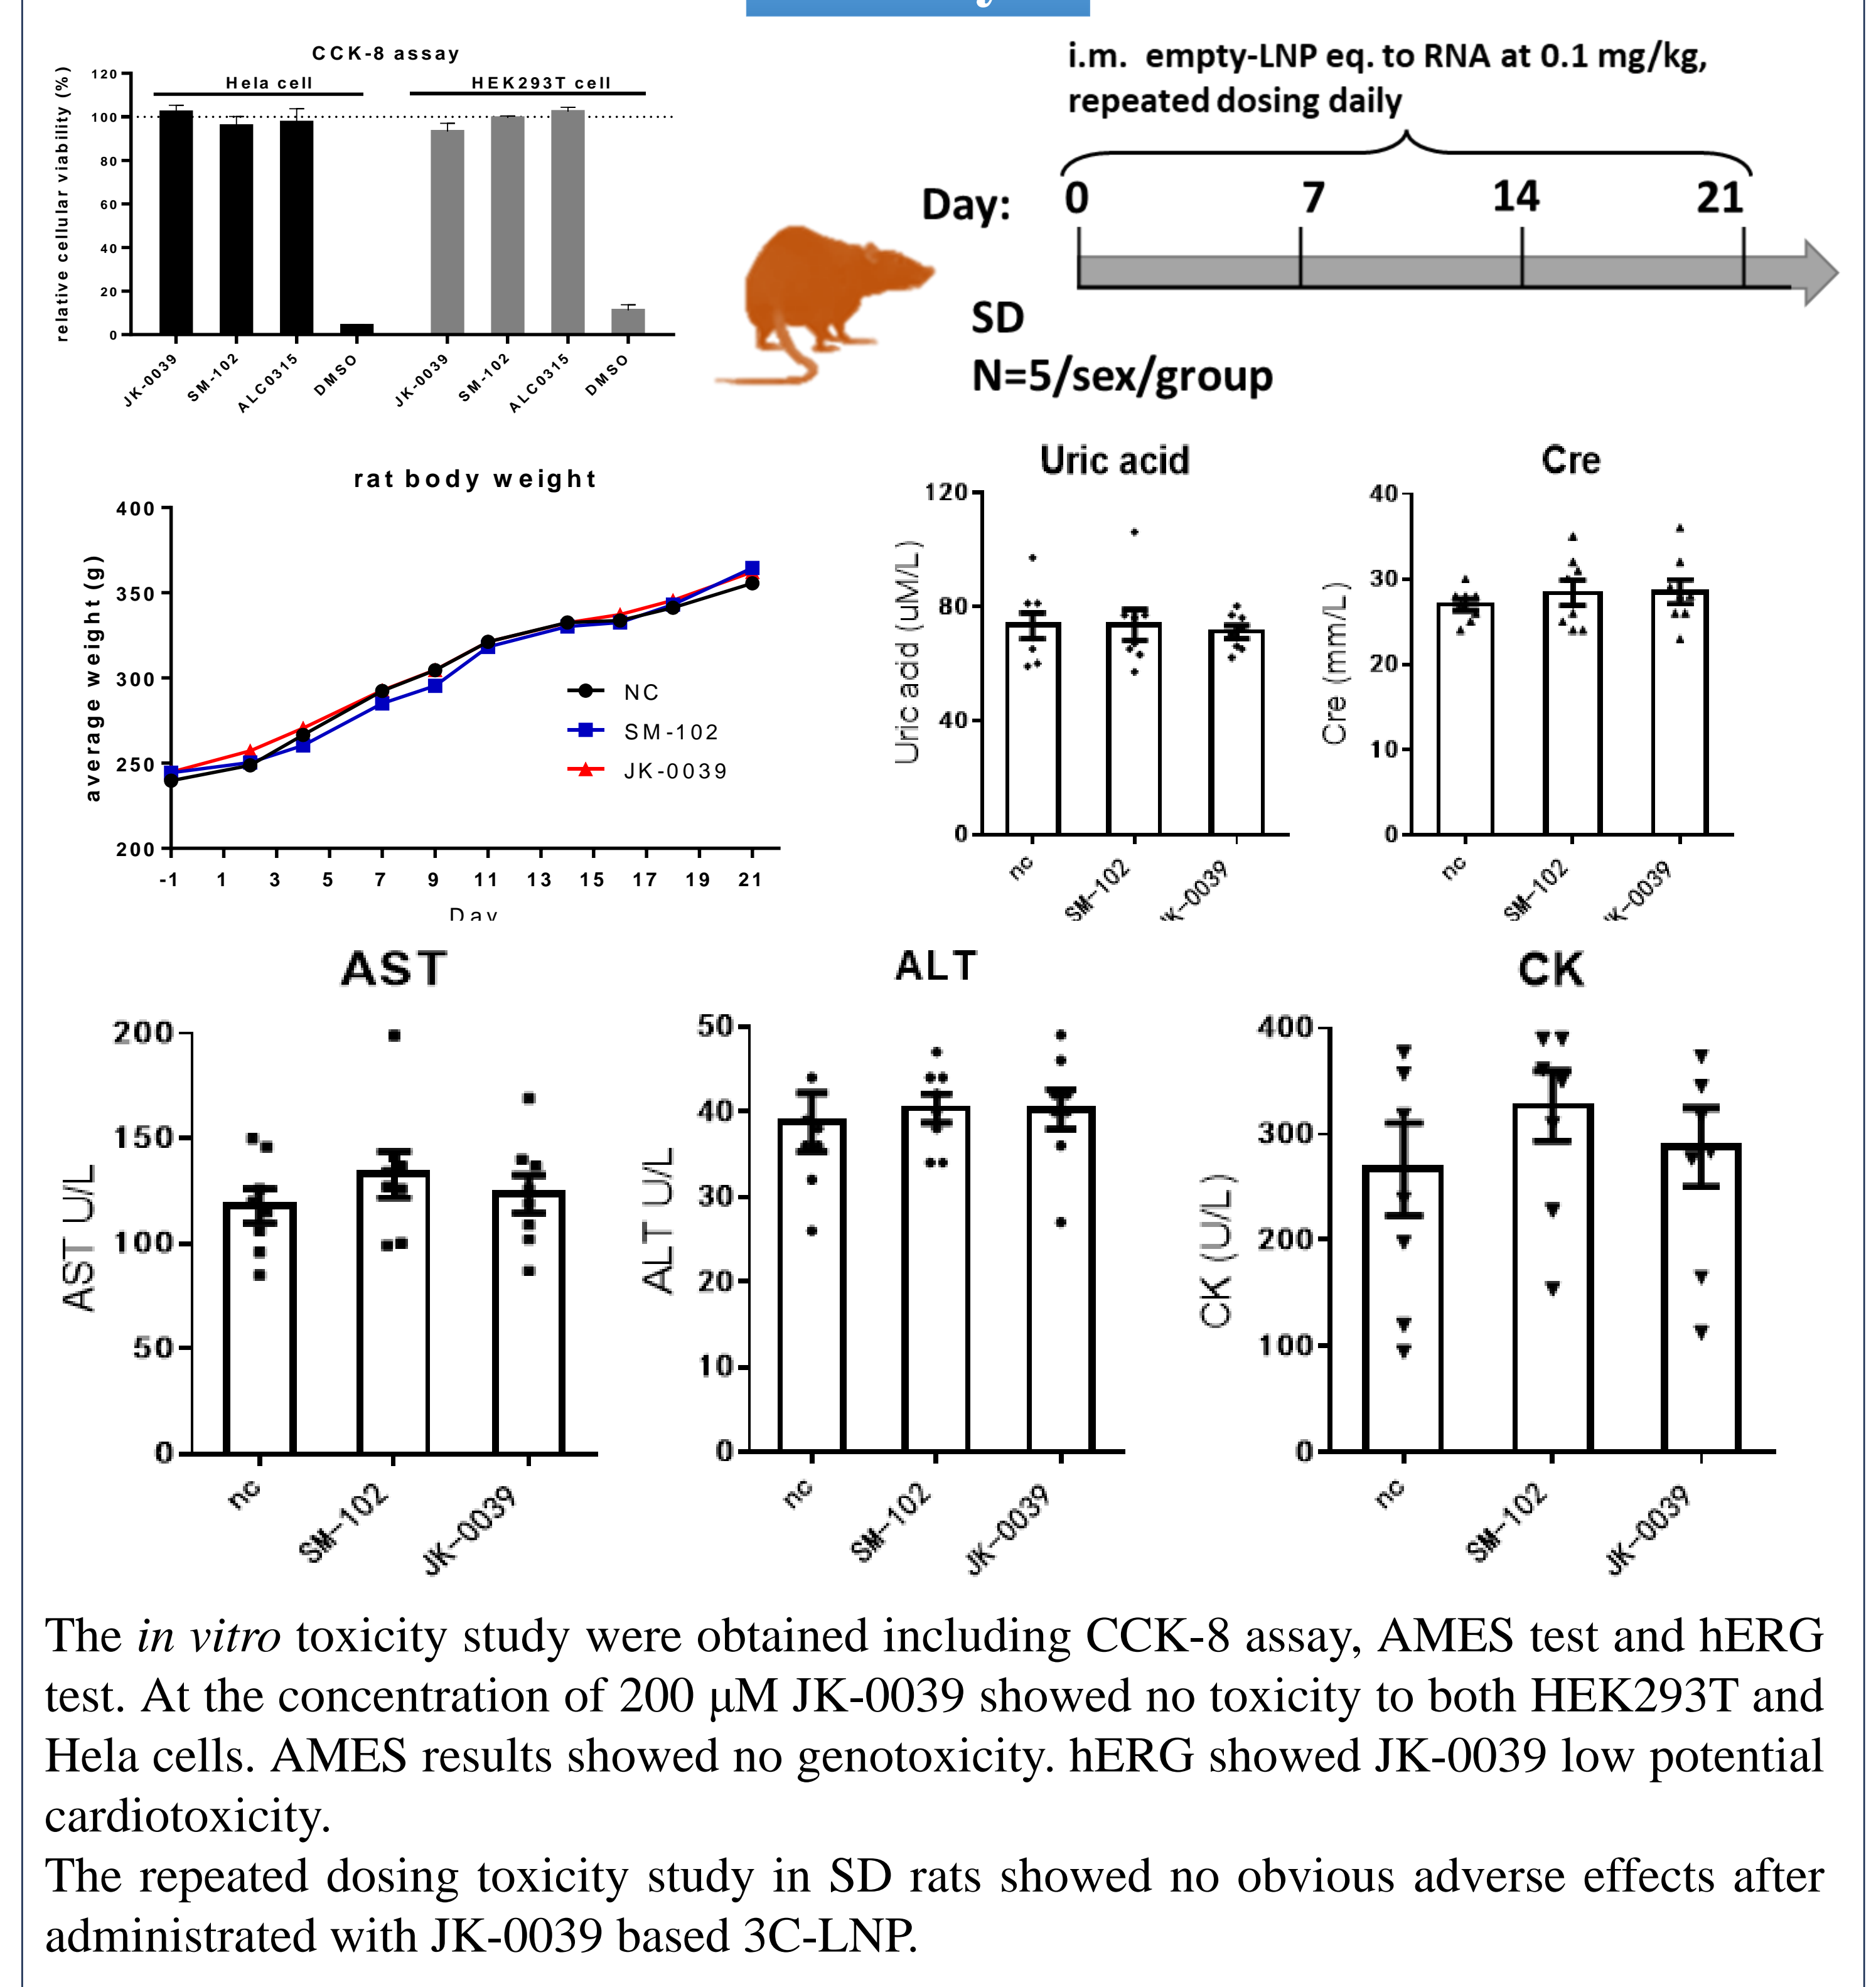 CCK-8 assay
Hela cell
HEK293T cell
relative cellular viability (%)
120
100
80
60
40
20
0
JK-0039
SM-102
ALC0315
DMSO
JK-0039
SM-102
ALC0315
DMSO
i.m. empty-LNP eq. to RNA at 0.1 mg/kg,
repeated dosing daily
Day: 0 7 14 21
SD
N=5/sex/group
rat body weight
average weight (g)
400
350
300
250
200
NC
SM-102
JK-0039
-1 1 3 5 7 9 11 13 15 17 19 21
Day
Uric acid
Uric acid (uM/L)
120
80
40
0
nc
SM-102
JK-0039
Cre
Cre (mm/L)
40
30
20
10
0
nc
SM-102
JK-0039
AST
AST U/L
200
150
100
50
0
nc
SM-102
JK-0039
ALT
ALT U/L
50
40
30
20
10
0
nc
SM-102
JK-0039
CK
CK (U/L)
400
300
200
100
0
nc
SM-102
JK-0039
The in vitro toxicity study were obtained including CCK-8 assay, AMES test and hERG
test. At the concentration of 200 μM JK-0039 showed no toxicity to both HEK293T and
Hela cells. AMES results showed no genotoxicity. hERG showed JK-0039 low potential
cardiotoxicity.
The repeated dosing toxicity study in SD rats showed no obvious adverse effects after
administrated with JK-0039 based 3C-LNP.